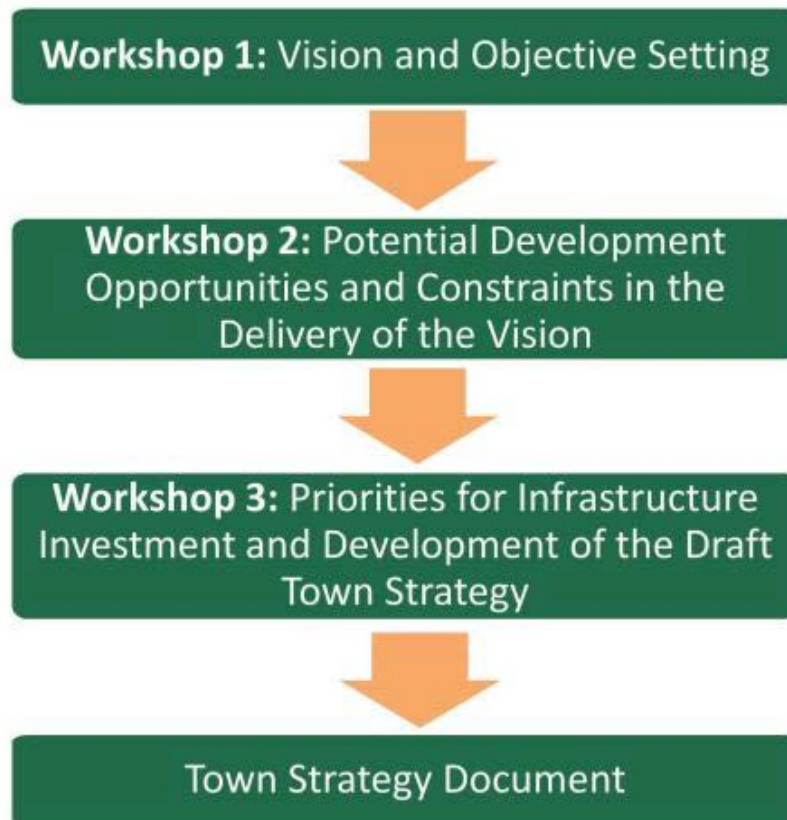 Workshop 1: Vision and Objective Setting
Workshop 2: Potential Development
Opportunities and Constraints in the
Delivery of the Vision
Workshop 3: Priorities for Infrastructure
Investment and Development of the Draft
Town Strategy
Town Strategy Document